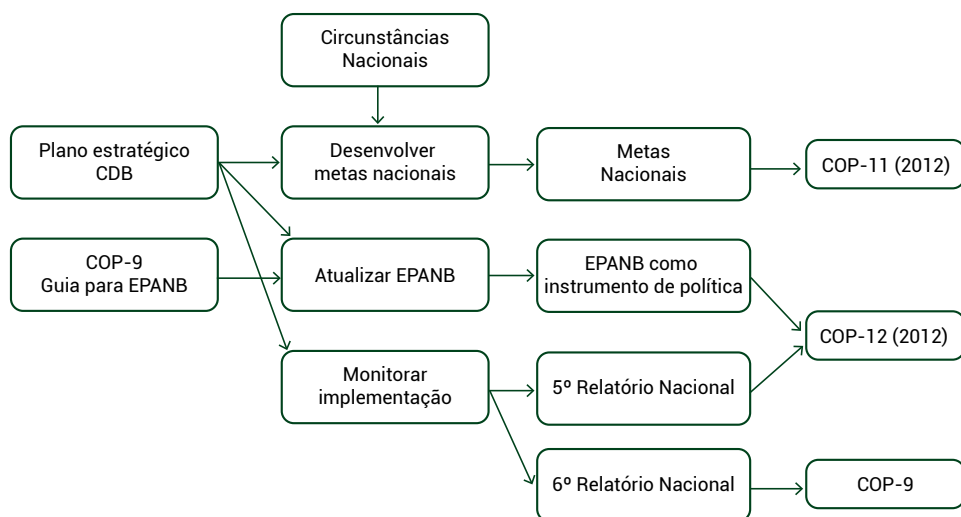 Circunstâncias
Nacionais
Plano estratégico
CDB
Desenvolver
metas nacionais
Metas
Nacionais
COP-11 (2012)
COP-9
Guia para EPANB
Atualizar EPANB
EPANB como
instrumento de política
COP-12 (2012)
Monitorar
implementação
5º Relatório Nacional
6º Relatório Nacional
COP-9